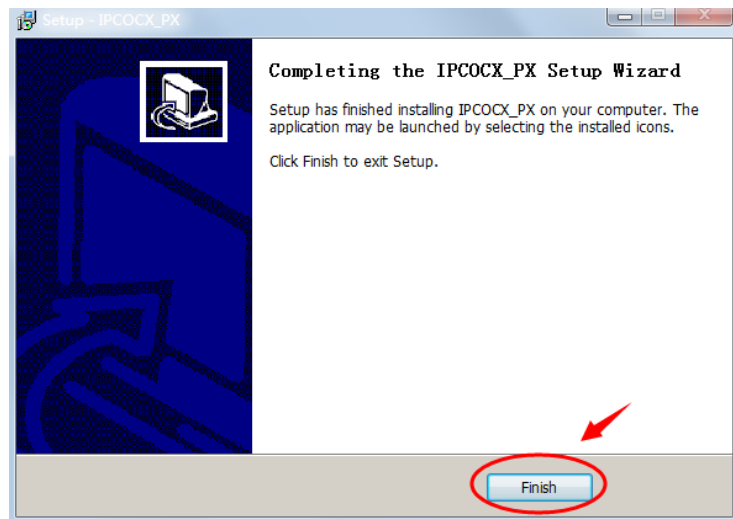 Setup - IPCOCX_PX
Completing the IPCOCX_PX Setup Wizard
Setup has finished installing IPCOCX_PX on your computer. The
application may be launched by selecting the installed icons.
Click Finish to exit Setup.
Finish